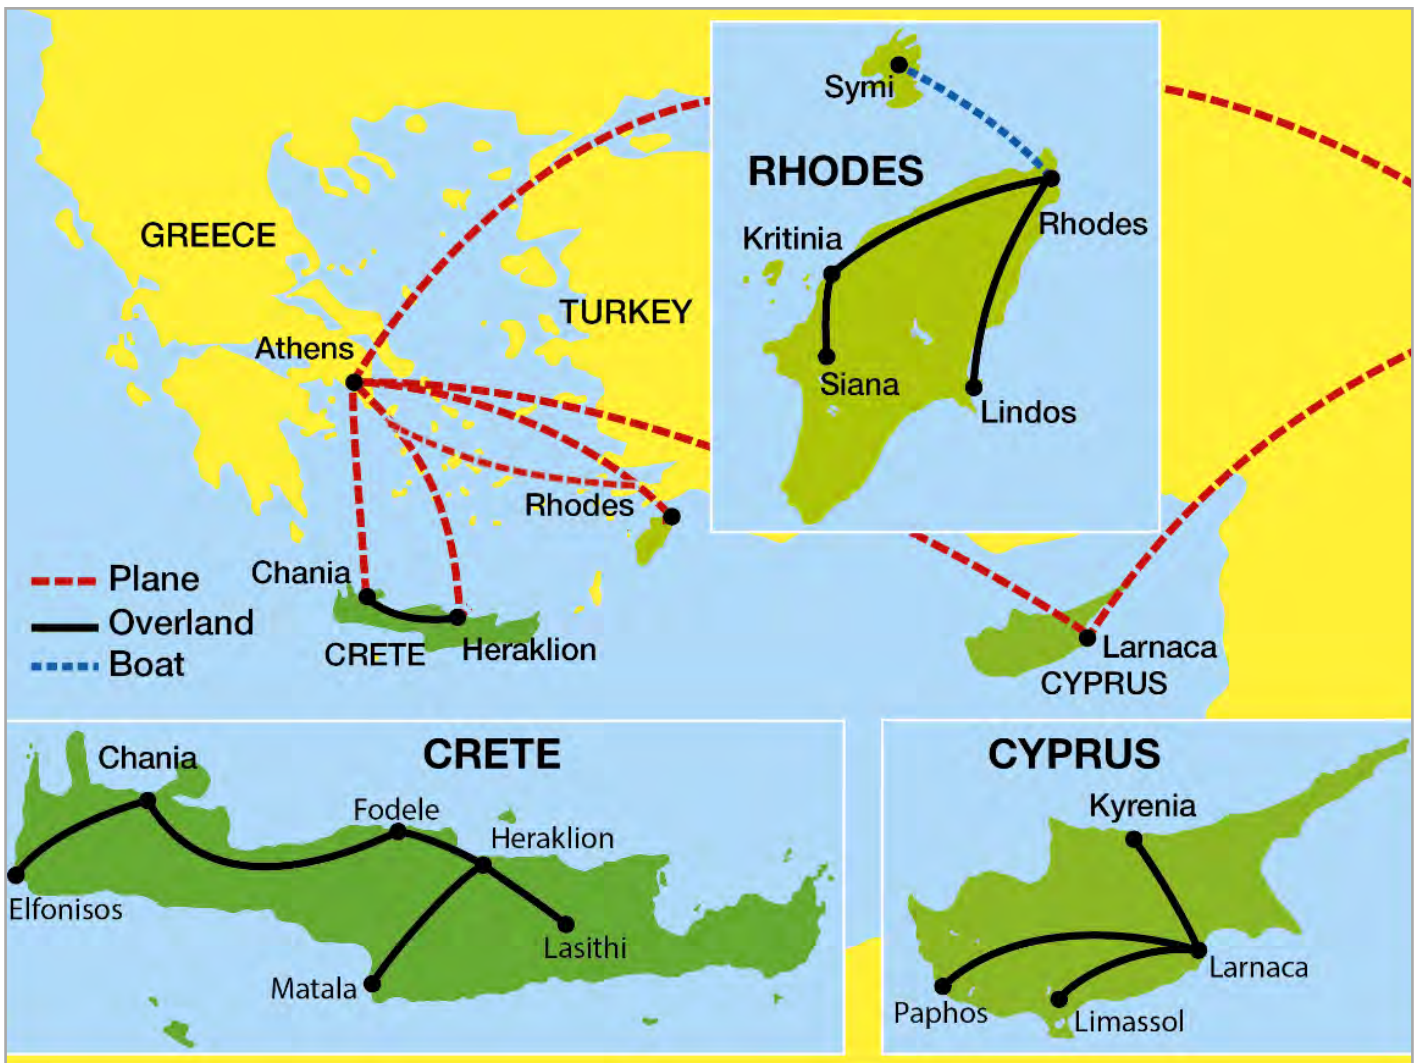 Symi
RHODES
Rhodes
Kritinia
Siana
Lindos
GREECE
TURKEY
Athens
Rhodes
Chania
CRETE
Heraklion
Larnaca
CYPRUS
Plane
Overland
Boat
CRETE
Chania
Fodele
Heraklion
Elfonisos
Lasithi
Matala
CYPRUS
Kyrenia
Larnaca
Paphos
Limassol